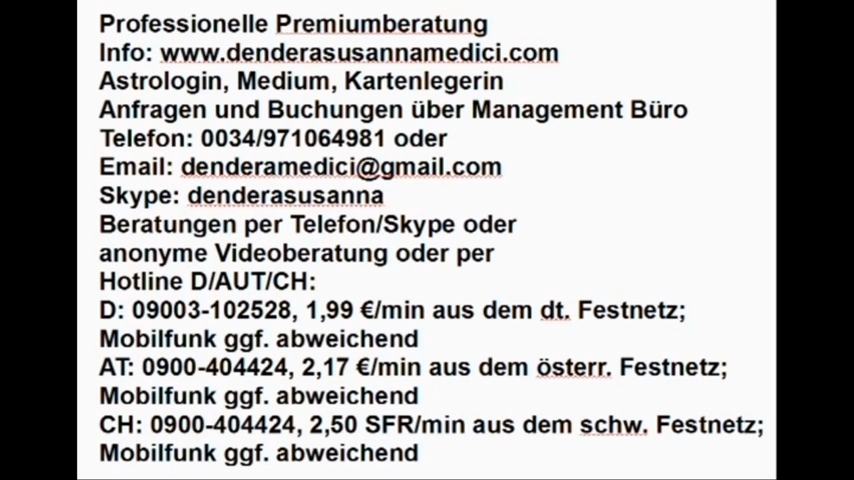 Professionelle Premiumberatung
Info: www.denderasusannamedici.com
Astrologin, Medium, Kartenlegerin
Anfragen und Buchungen über Management Büro
Telefon: 0034/971064981 oder
Email: denderamedici@gmail.com
Skype: denderasusanna
Beratungen per Telefon/Skype oder
anonyme Videoberatung oder per
Hotline D/AUT/CH:
D: 09003-102528, 1,99 €/min aus dem dt. Festnetz;
Mobilfunk ggf. abweichend
AT: 0900-404424, 2,17 €/min aus dem österr. Festnetz;
Mobilfunk ggf. abweichend
CH: 0900-404424, 2,50 SFR/min aus dem schw. Festnetz;
Mobilfunk ggf. abweichend